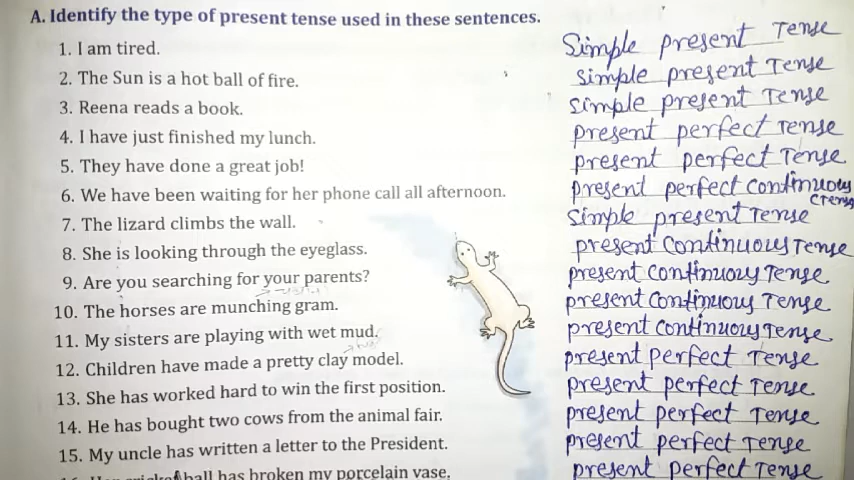 A. Identify the type of present tense used in these sentences.
1. I am tired. Simple present Tense
2. The Sun is a hot ball of fire. simple present Tense
3. Reena reads a book. simple present Tense
4. I have just finished my lunch. present perfect Tense
5. They have done a great job! present perfect Tense
6. We have been waiting for her phone call all afternoon. present perfect continuous
7. The lizard climbs the wall. simple present Tense
8. She is looking through the eyeglass. present continuous Tense
9. Are you searching for your parents? present continuous Tense
10. The horses are munching gram. present continuous Tense
11. My sisters are playing with wet mud. present continuous Tense
12. Children have made a pretty clay model. present perfect Tense
13. She has worked hard to win the first position. present perfect Tense
14. He has bought two cows from the animal fair. present perfect Tense
15. My uncle has written a letter to the President. present perfect Tense
ball has broken my porcelain vase. present perfect Tense